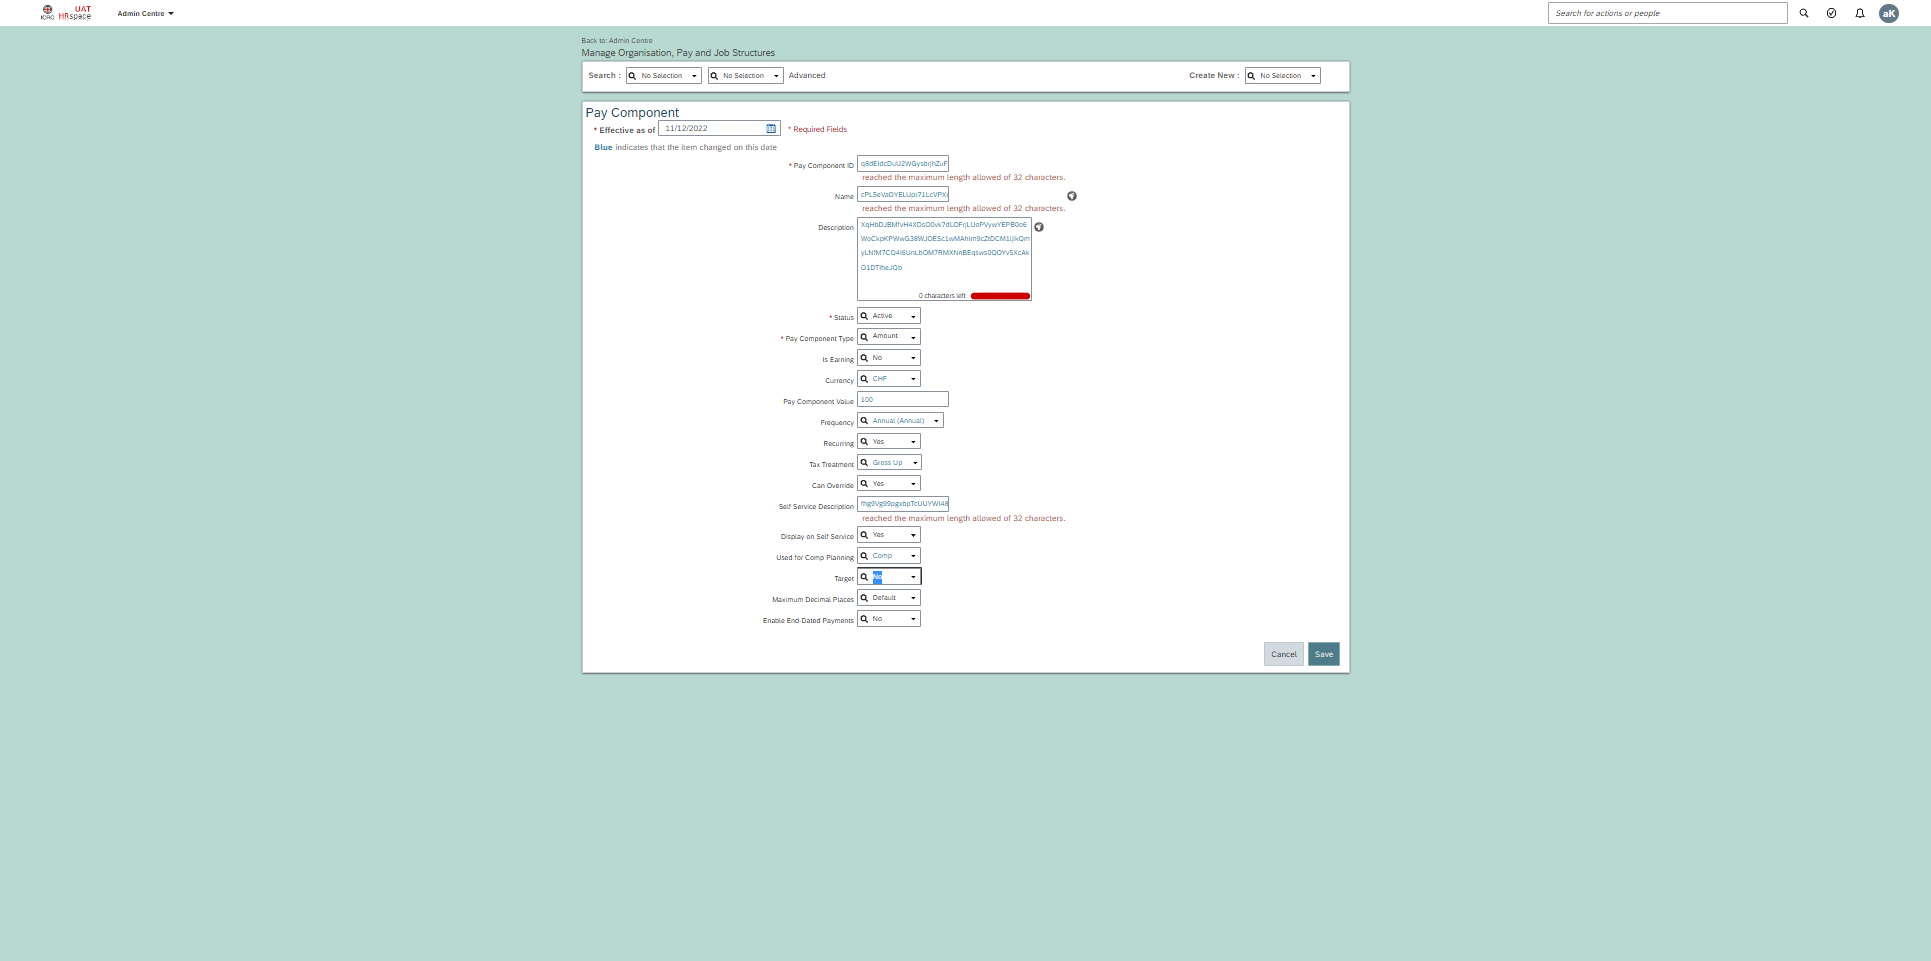 ICRC
UAT
HRspace
Admin Centre
Search for actions or people
aK
Back to: Admin Centre
Manage Organisation, Pay and Job Structures
Search : No Selection No Selection Advanced Create New : No Selection
Pay Component
* Effective as of 11/12/2022 * Required Fields
Blue indicates that the item changed on this date
* Pay Component ID
reached the maximum length allowed of 32 characters.
Name
reached the maximum length allowed of 32 characters.
Description
0 characters left
* Status Active
* Pay Component Type Amount
Is Earning No
Currency CHF
Pay Component Value 100
Frequency Annual (Annual)
Recurring Yes
Tax Treatment Gross Up
Can Override Yes
Self Service Description
reached the maximum length allowed of 32 characters.
Display on Self Service Yes
Used for Comp Planning Comp
Target No
Maximum Decimal Places Default
Enable End-Dated Payments No
Cancel Save